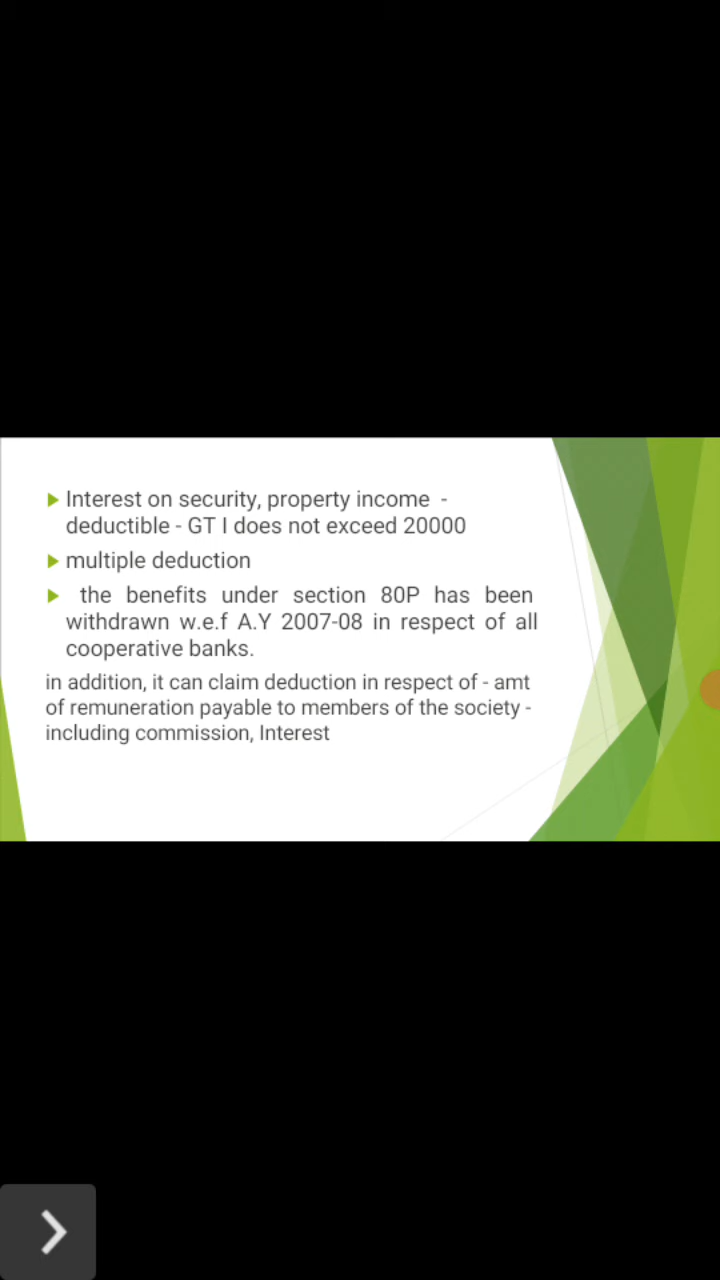 Interest on security, property income -
deductible - GT I does not exceed 20000
multiple deduction
the benefits under section 80P has been
withdrawn w.e.f A.Y 2007-08 in respect of all
cooperative banks.
in addition, it can claim deduction in respect of - amt
of remuneration payable to members of the society -
including commission, Interest